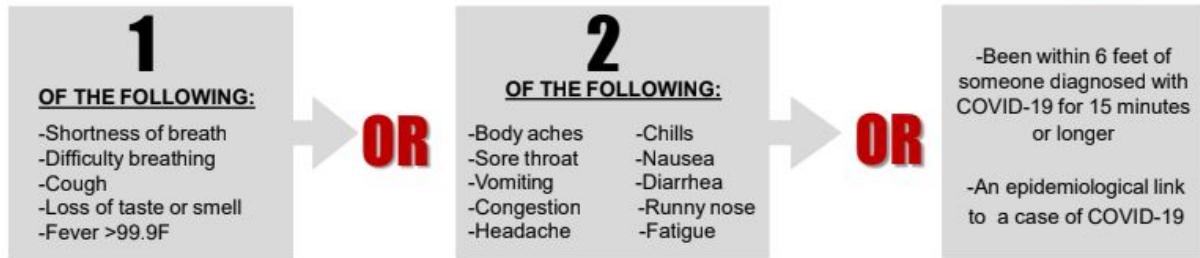 1
OF THE FOLLOWING:
-Shortness of breath
-Difficulty breathing
-Cough
-Loss of taste or smell
-Fever >99.9F
OR
2
OF THE FOLLOWING:
-Body aches
-Sore throat
-Vomiting
-Congestion
-Headache
-Chills
-Nausea
-Diarrhea
-Runny nose
-Fatigue
OR
-Been within 6 feet of
someone diagnosed with
COVID-19 for 15 minutes
or longer
-An epidemiological link
to a case of COVID-19